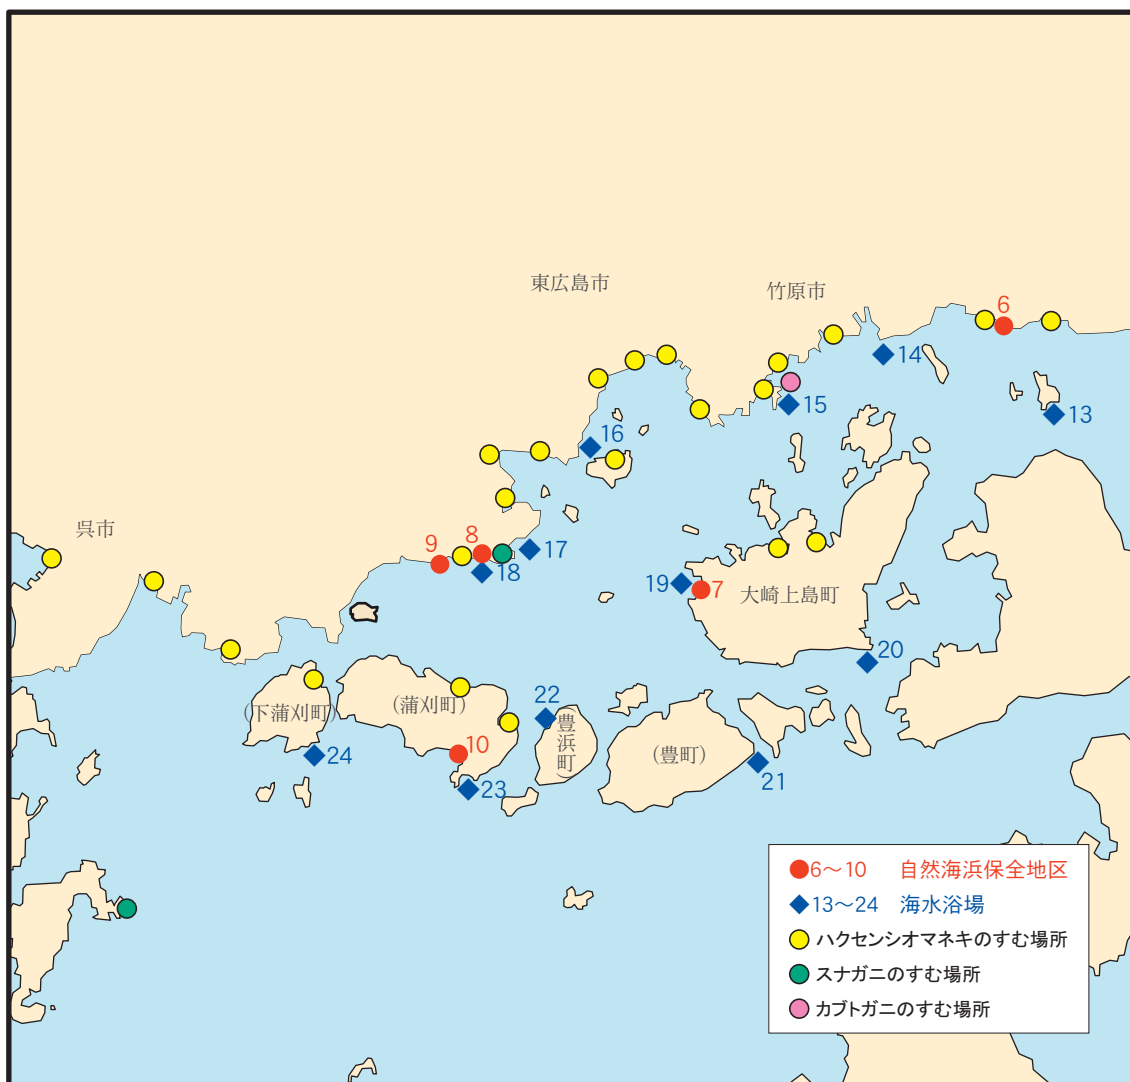 東広島市
竹原市
6
14
13
15
16
呉市
9
8
17
18
19
7
大崎上島町
20
(下蒲刈町)
(蒲刈町)
22
(豊浜町)
(豊町)
10
24
23
21
6〜10 自然海浜保全地区
13〜24 海水浴場
ハクセンシオマネキのすむ場所
スナガニのすむ場所
カブトガニのすむ場所